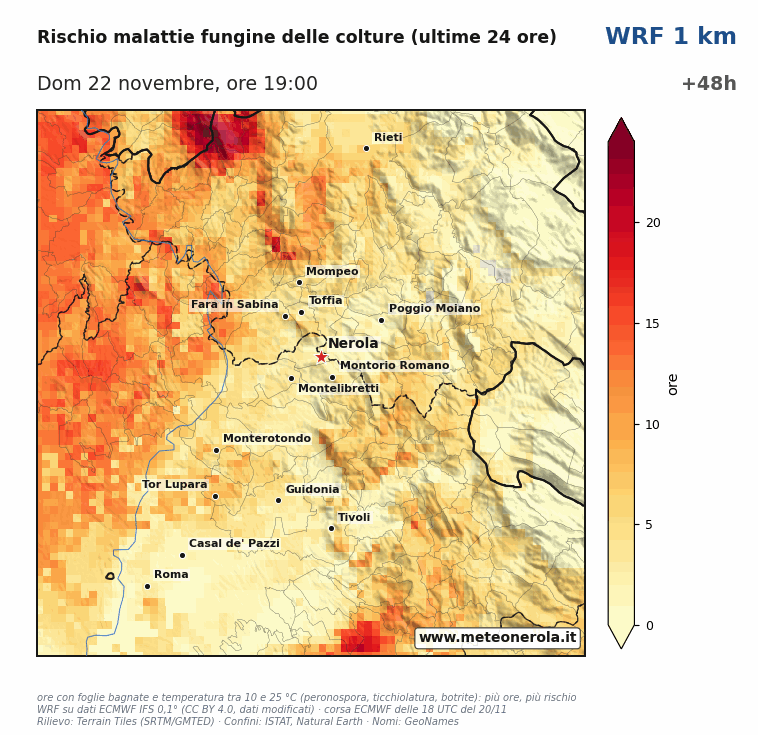 Rischio malattie fungine delle colture (ultime 24 ore)
WRF 1 km
Dom 22 novembre, ore 19:00
+48h
Rieti
Mompeo
Fara in Sabina
Toffia
Poggio Moiano
Nerola
Montorio Romano
Montelibretti
Monterotondo
Tor Lupara
Guidonia
Tivoli
Casal de' Pazzi
Roma
www.meteonerola.it
20
15
10
5
0
ore
ore con foglie bagnate e temperatura tra 10 e 25 °C (peronospora, ticchiolatura, botrite): più ore, più rischio
WRF su dati ECMWF IFS 0,1° (CC BY 4.0, dati modificati) · corsa ECMWF delle 18 UTC del 20/11
Rilievo: Terrain Tiles (SRTM/GMTED) · Confini: ISTAT, Natural Earth · Nomi: GeoNames